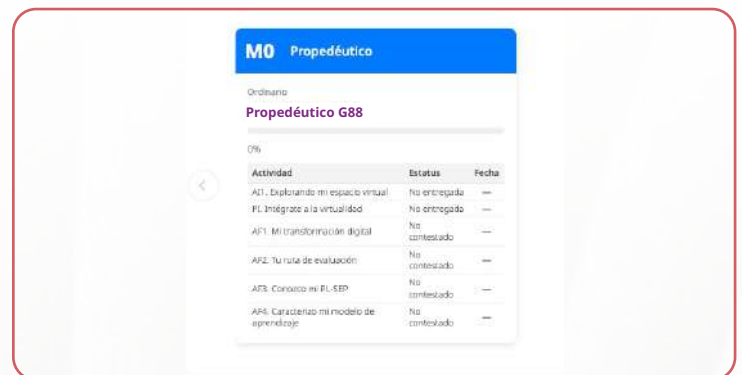 M0 Propedéutico
Ordinario
Propedéutico G88
0%
Actividad Estatus Fecha
AI1. Explorando mi espacio virtual No entregada —
PI. Intégrate a la virtualidad No entregada —
AF1. Mi transformación digital No contestado —
AF2. Tu ruta de evaluación No contestado —
AF3. Conozco mi PL-SEP No contestado —
AF4. Caracterizo mi modelo de aprendizaje No contestado —